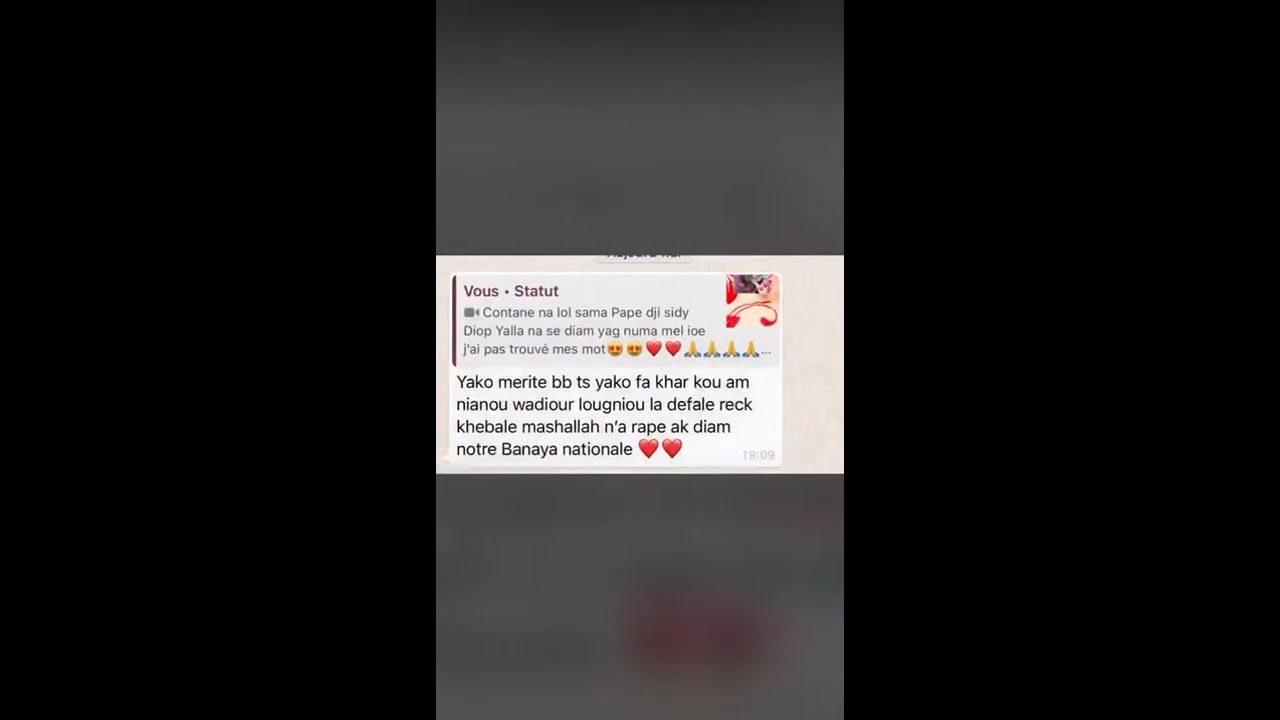 Aujourd'hui
Vous • Statut
Contane na lol sama Pape dji sidy
Diop Yalla na se diam yag numa mel ioe
j'ai pas trouvé mes mot😍😍❤️❤️🙏🙏🙏🙏...
Yako merite bb ts yako fa khar kou am
nianou wadiour lougniou la defale reck
khebale mashallah n'a rape ak diam
notre Banaya nationale ❤️❤️
19:09